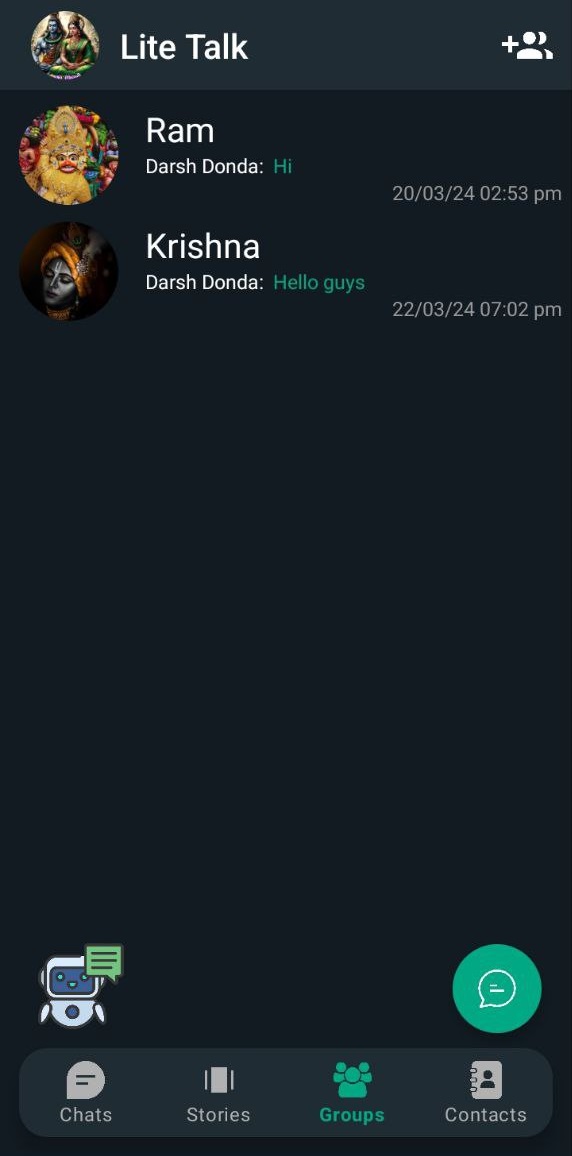 Lite Talk
Ram
Darsh Donda: Hi
20/03/24 02:53 pm
Krishna
Darsh Donda: Hello guys
22/03/24 07:02 pm
Chats
Stories
Groups
Contacts